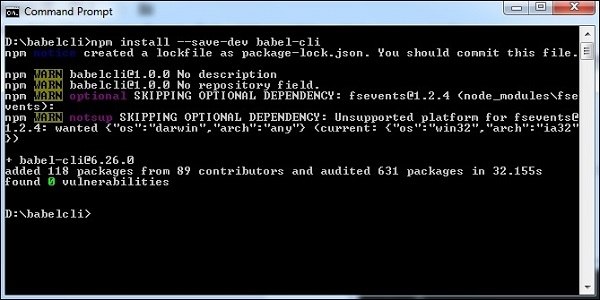 Command Prompt
D:\babelcli>npm install --save-dev babel-cli
npm notice created a lockfile as package-lock.json. You should commit this file.
npm WARN babelcli@1.0.0 No description
npm WARN babelcli@1.0.0 No repository field.
npm WARN optional SKIPPING OPTIONAL DEPENDENCY: fsevents@1.2.4 (node_modules\fse
vents):
npm WARN notsup SKIPPING OPTIONAL DEPENDENCY: Unsupported platform for fsevents@
1.2.4: wanted {"os":"darwin","arch":"any"} (current: {"os":"win32","arch":"ia32"
})
+ babel-cli@6.26.0
added 118 packages from 89 contributors and audited 631 packages in 32.155s
found 0 vulnerabilities
D:\babelcli>